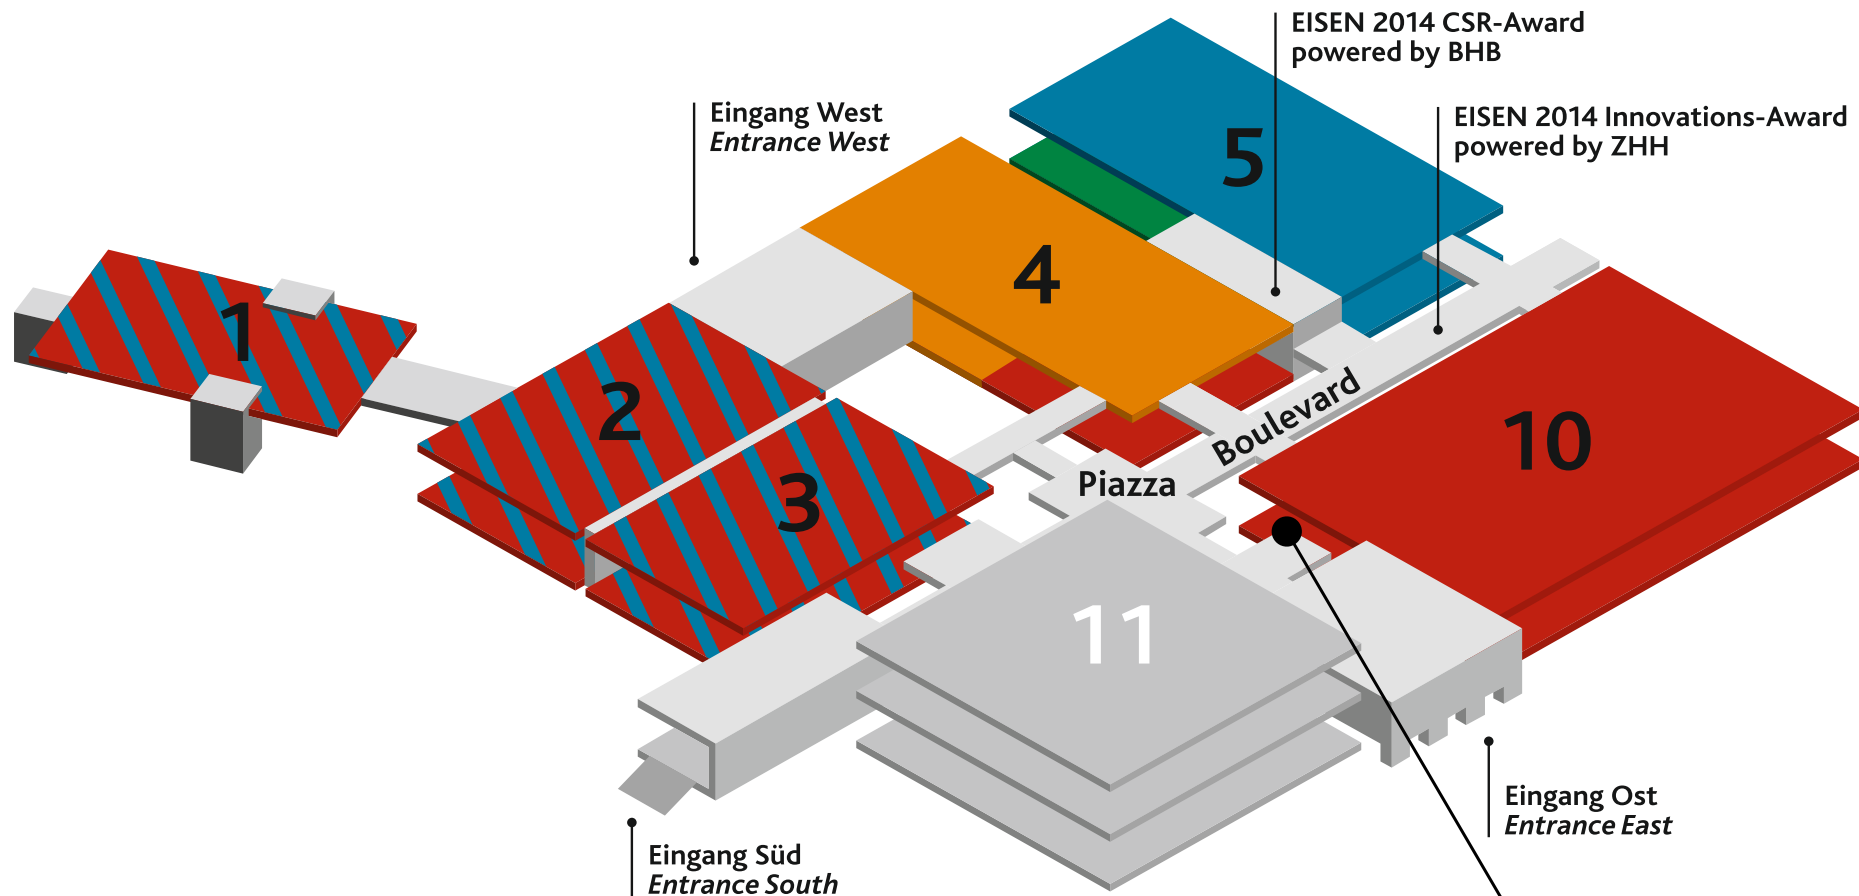 EISEN 2014 CSR-Award
powered by BHB
Eingang West
Entrance West
EISEN 2014 Innovations-Award
powered by ZHH
5
4
1
2
3
Boulevard
10
Piazza
11
Eingang Ost
Entrance East
Eingang Süd
Entrance South